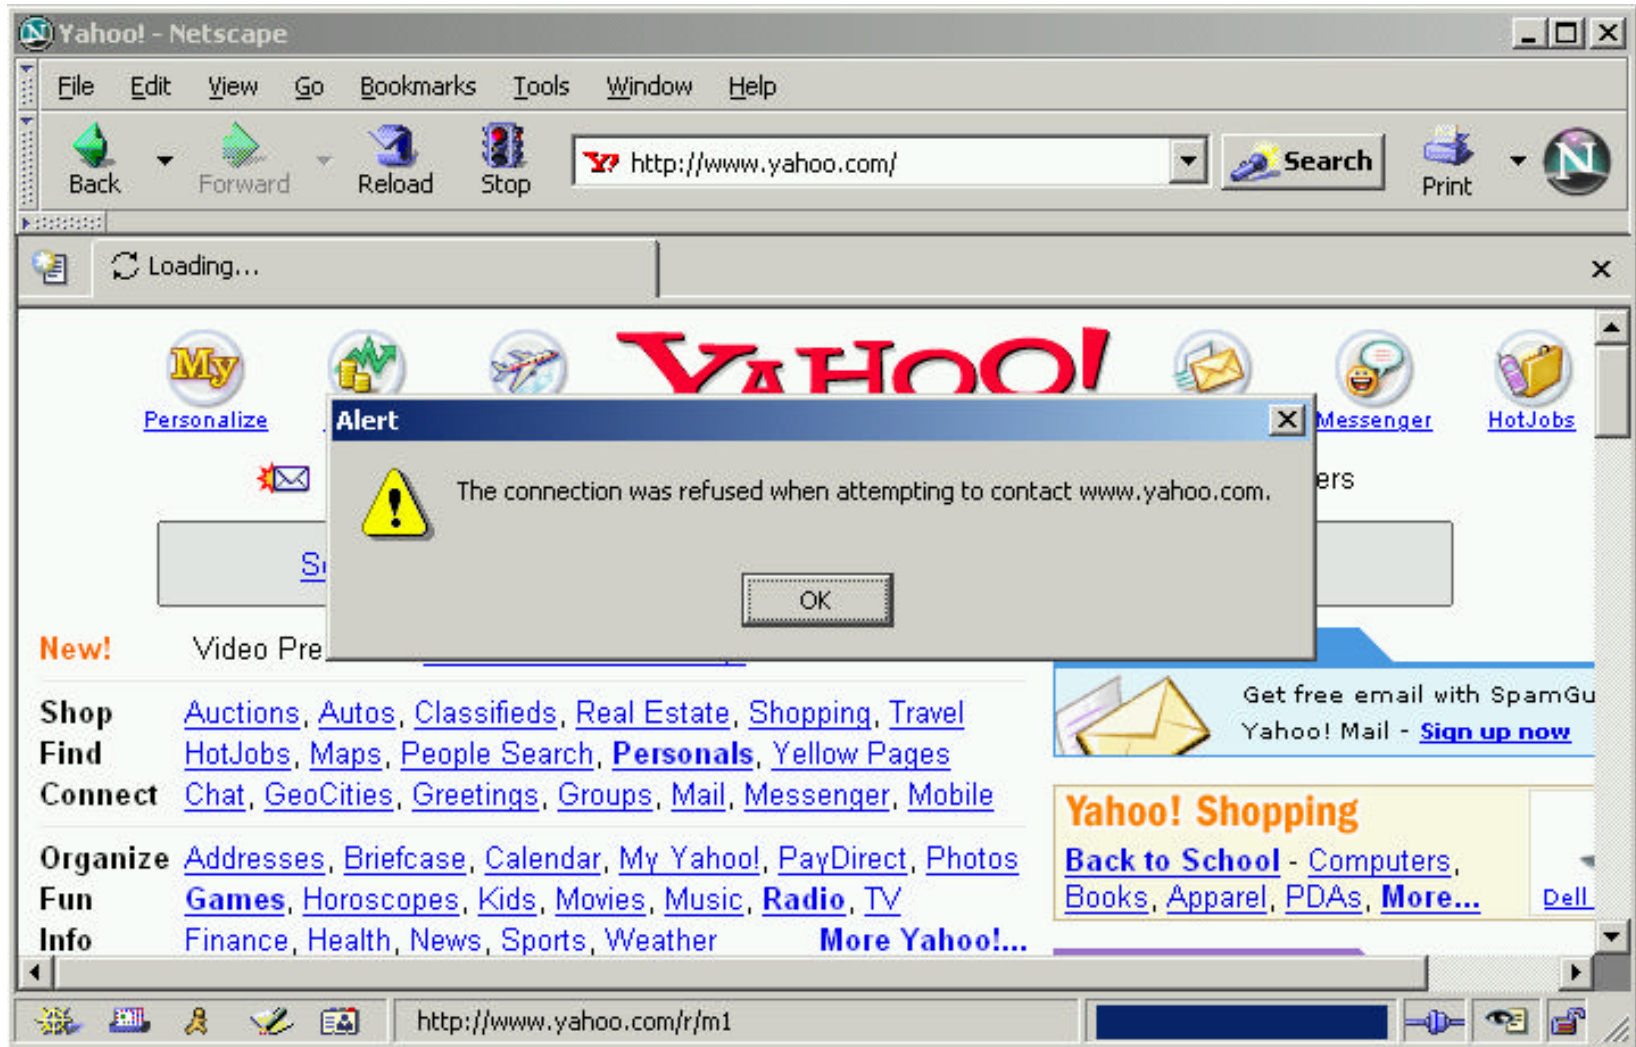 Yahoo! - Netscape
File Edit View Go Bookmarks Tools Window Help
Back Forward Reload Stop http://www.yahoo.com/ Search Print N
Loading...
My YAHOO!
Personalize Messenger HotJobs
Alert
ers
The connection was refused when attempting to contact www.yahoo.com.
OK
New! Video Pre
Get free email with SpamGu
Yahoo! Mail - Sign up now
Shop Auctions, Autos, Classifieds, Real Estate, Shopping, Travel
Find HotJobs, Maps, People Search, Personals, Yellow Pages
Connect Chat, GeoCities, Greetings, Groups, Mail, Messenger, Mobile
Yahoo! Shopping
Back to School - Computers,
Books, Apparel, PDAs, More...
Dell
Organize Addresses, Briefcase, Calendar, My Yahoo!, PayDirect, Photos
Fun Games, Horoscopes, Kids, Movies, Music, Radio, TV
Info Finance, Health, News, Sports, Weather More Yahoo!...
http://www.yahoo.com/r/m1